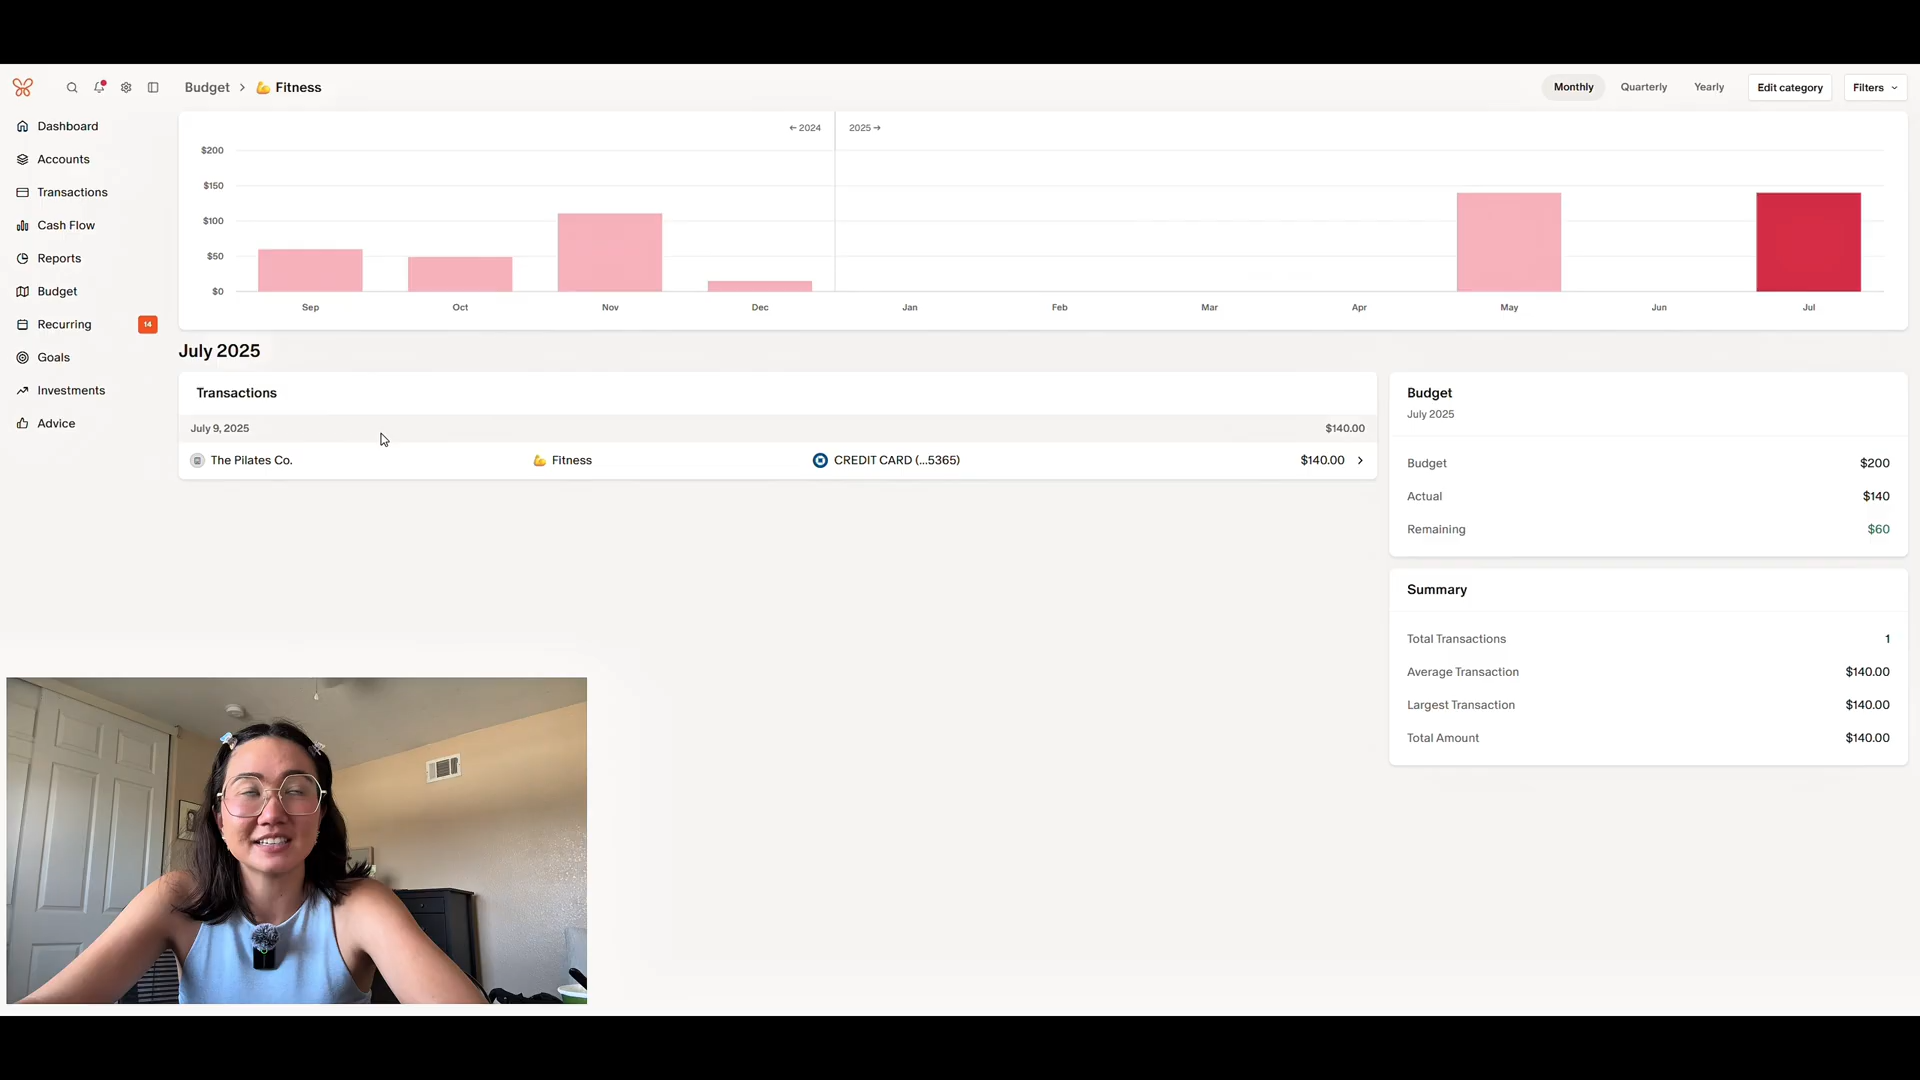 Budget > 💪 Fitness
Monthly Quarterly Yearly Edit category Filters
Dashboard
Accounts
Transactions
Cash Flow
Reports
Budget
Recurring 14
Goals
Investments
Advice
← 2024 2025 →
$200
$150
$100
$50
$0
Sep Oct Nov Dec Jan Feb Mar Apr May Jun Jul
July 2025
Transactions
July 9, 2025 $140.00
The Pilates Co. 💪 Fitness CREDIT CARD (...5365) $140.00 >
Budget
July 2025
Budget $200
Actual $140
Remaining $60
Summary
Total Transactions 1
Average Transaction $140.00
Largest Transaction $140.00
Total Amount $140.00